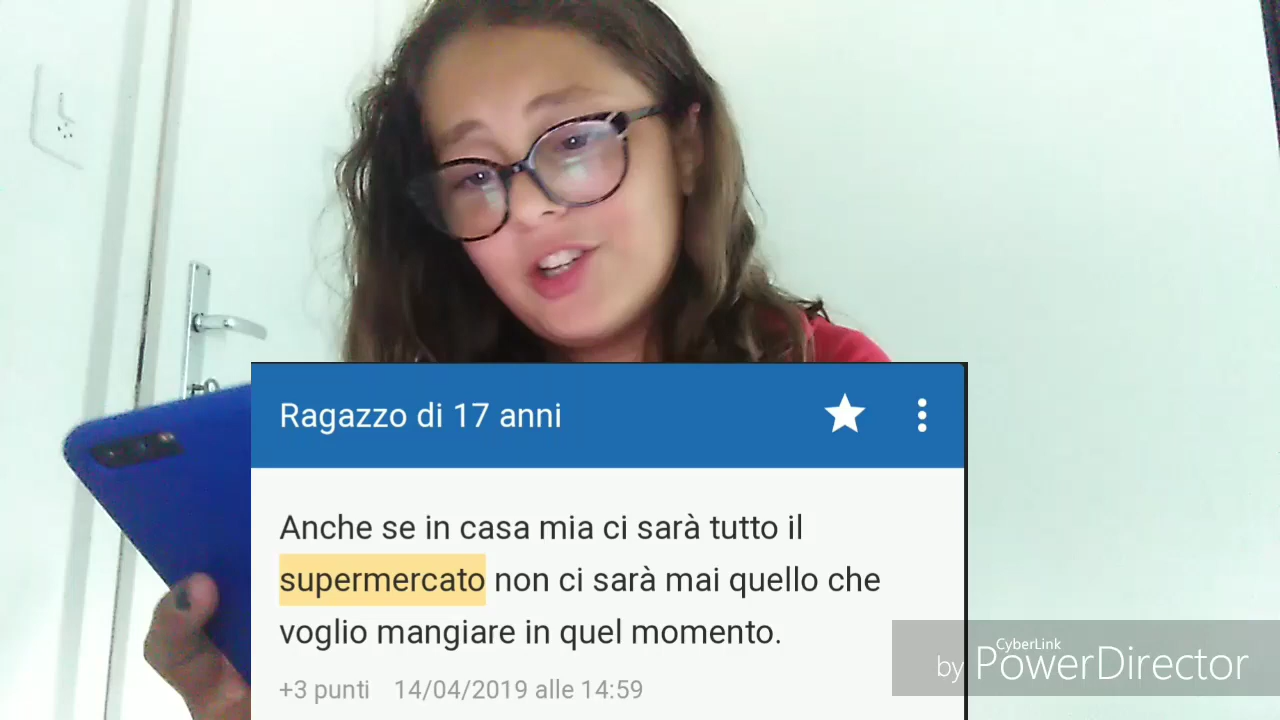 Ragazzo di 17 anni
Anche se in casa mia ci sarà tutto il
supermercato non ci sarà mai quello che
voglio mangiare in quel momento.
+3 punti 14/04/2019 alle 14:59
CyberLink
by PowerDirector